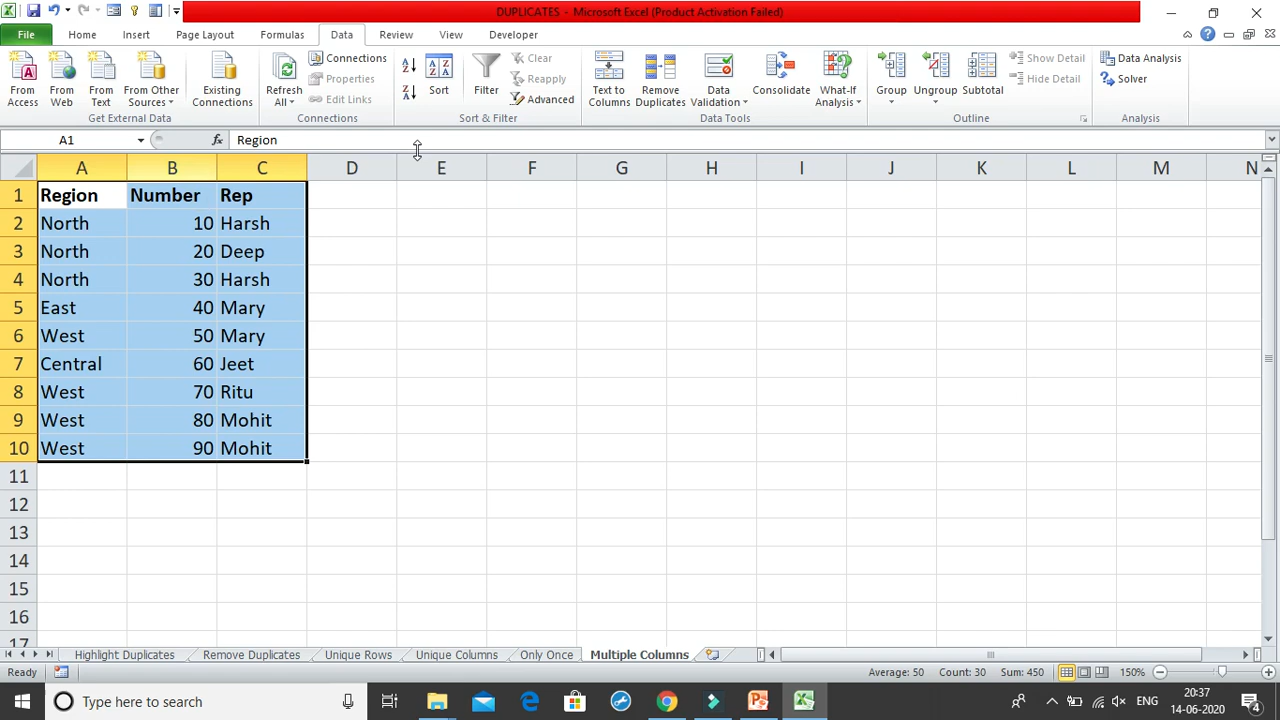 DUPLICATES - Microsoft Excel (Product Activation Failed)
File Home Insert Page Layout Formulas Data Review View Developer
From Access
From Web
From Text
From Other Sources
Existing Connections
Get External Data
Refresh All
Connections
Properties
Edit Links
Connections
A Z
Z A
Sort
Filter
Clear
Reapply
Advanced
Sort & Filter
Text to Columns
Remove Duplicates
Data Validation
Consolidate
What-If Analysis
Data Tools
Group
Ungroup
Subtotal
Show Detail
Hide Detail
Outline
Data Analysis
Solver
Analysis
A1 fx Region
A B C D E F G H I J K L M N
1 Region Number Rep
2 North 10 Harsh
3 North 20 Deep
4 North 30 Harsh
5 East 40 Mary
6 West 50 Mary
7 Central 60 Jeet
8 West 70 Ritu
9 West 80 Mohit
10 West 90 Mohit
11
12
13
14
15
16
17
Highlight Duplicates Remove Duplicates Unique Rows Unique Columns Only Once Multiple Columns
Ready Average: 50 Count: 30 Sum: 450 150%
Type here to search ENG 20:37
14-06-2020 4